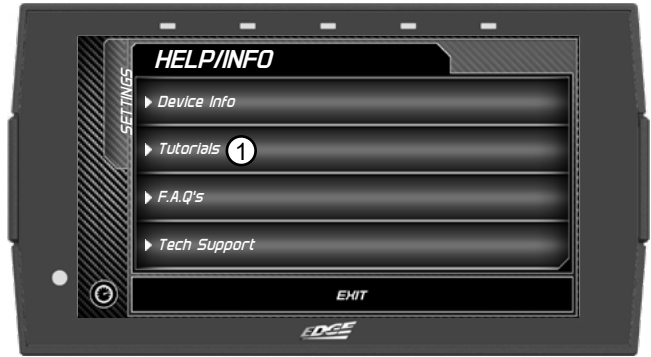 HELP/INFO
SETTINGS
Device Info
Tutorials 1
F.A.Q's
Tech Support
EXIT
EDGE